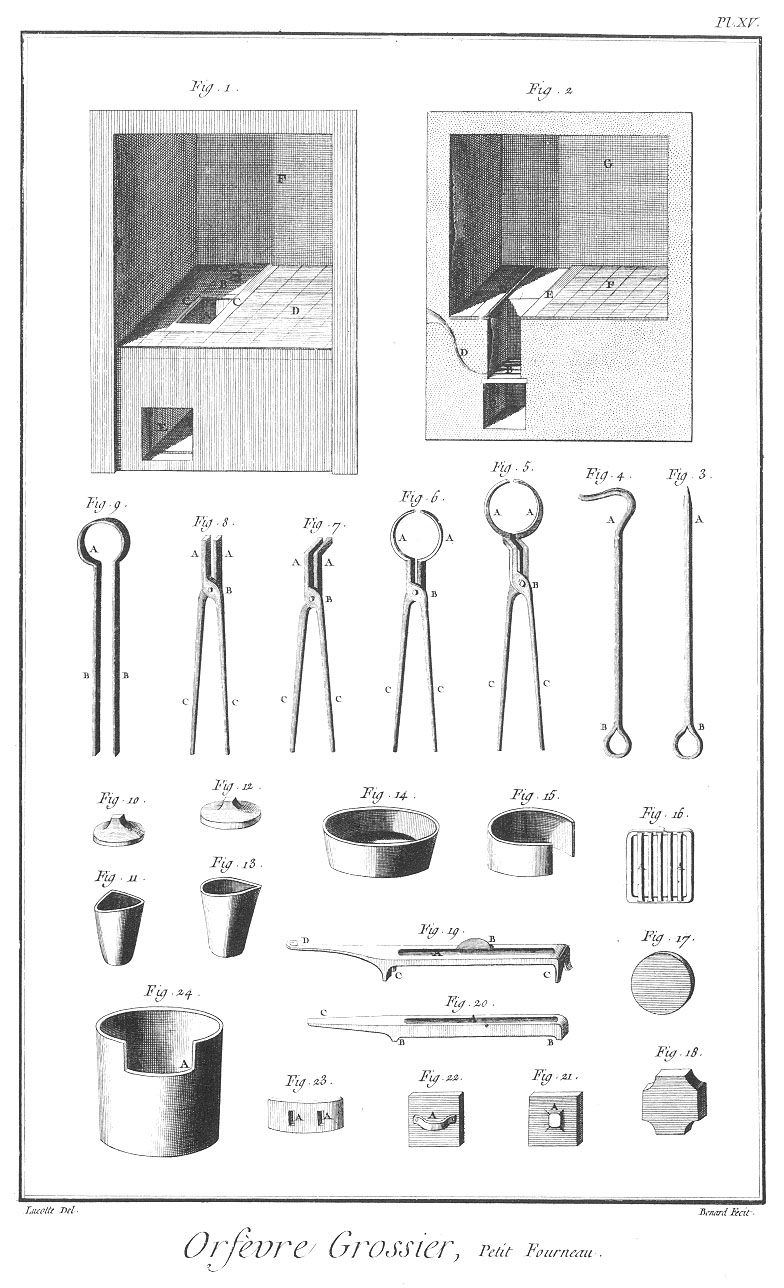 Pl. XV.
Fig. 1.
Fig. 2
F
G
E
C C
D
F
E
D
D
Fig. 9.
Fig. 8.
Fig. 7.
Fig. 6.
Fig. 5.
Fig. 4.
Fig. 3.
A
A A
A A
A A
A A
A
A
B B
B
B
B
B
B
B
C C
C C
C C
C C
Fig. 10.
Fig. 12.
Fig. 14.
Fig. 15.
Fig. 16.
A A
Fig. 11.
Fig. 13.
Fig. 19.
D B
A
C C
Fig. 17.
Fig. 24.
A
Fig. 20.
C A
B B
Fig. 18.
Fig. 23.
A A
Fig. 22.
A
Fig. 21.
A
Lucotte Del.
Benard Fecit.
Orfèvre Grossier, Petit Fourneau.